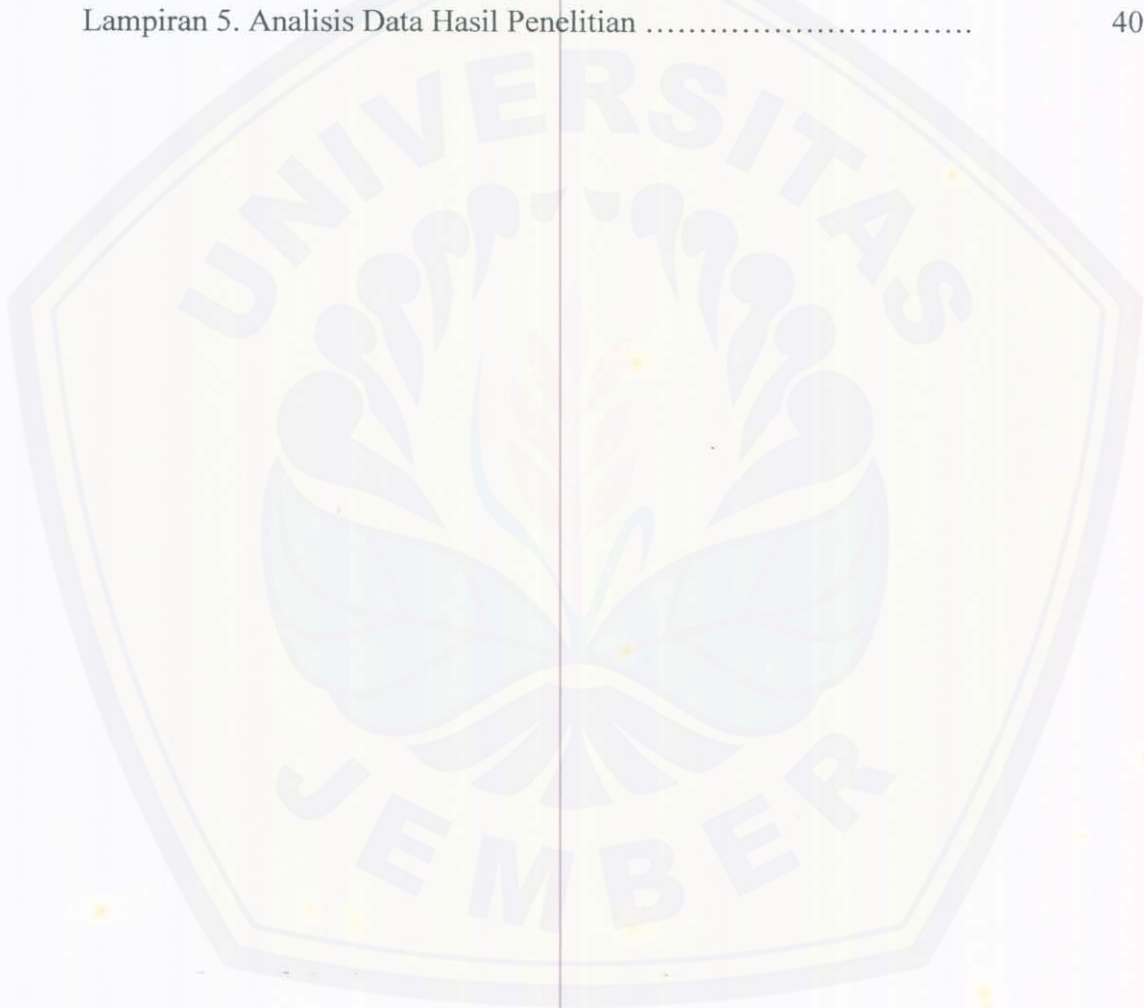 Lampiran 5. Analisis Data Hasil Penelitian ............................... 40
UNIVERSITAS
JEMBER